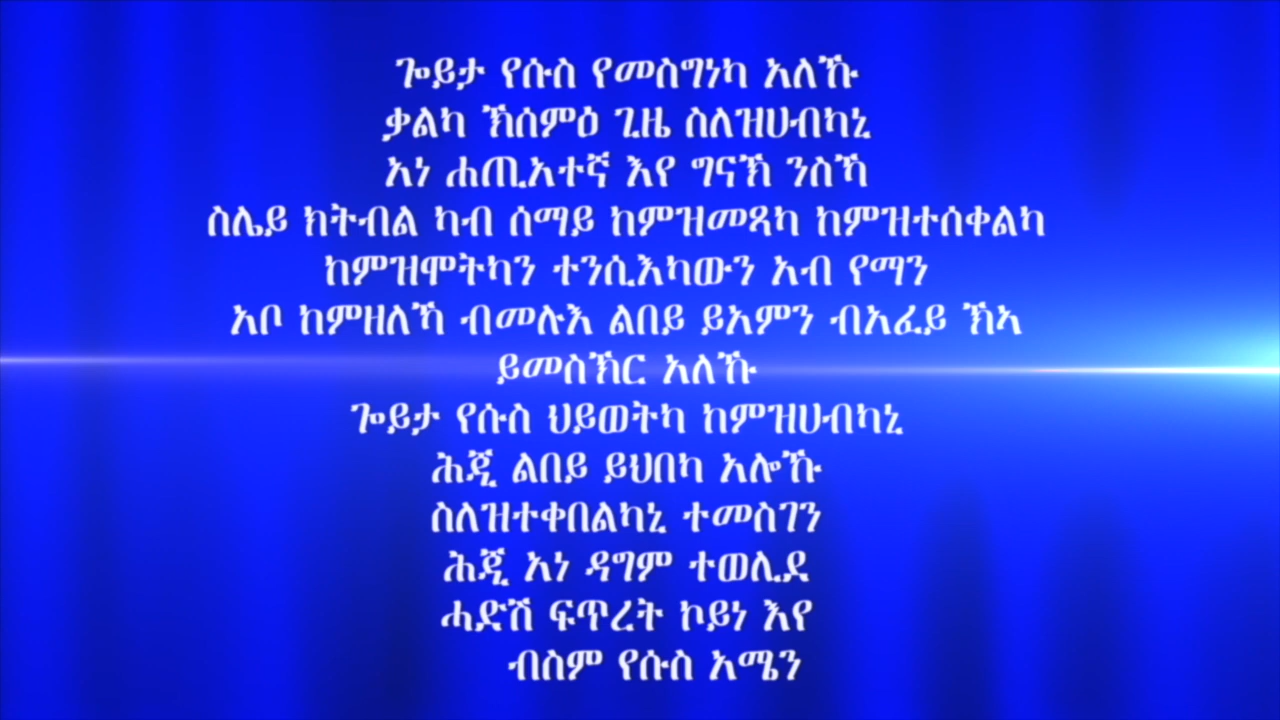 ጐይታ የሱስ የመስግነካ አለኹ
ቃልካ ኽሰምዕ ጊዜ ስለዝሀብካኒ
አነ ሐጢአተኛ እየ ግናኽ ንስኻ
ስሌይ ክትብል ካብ ሰማይ ከምዝመጻካ ከምዝተሰቀልካ
ከምዝሞትካን ተንሲእካውን አብ የማን
አቦ ከምዘለኻ ብመሉእ ልበይ ይአምን ብአፈይ ኽኣ
ይመስኽር አለኹ
ጐይታ የሱስ ህይወትካ ከምዝሀብካኒ
ሕጂ ልበይ ይህበካ አሎኹ
ስለዝተቀበልካኒ ተመስገን
ሕጂ አነ ዳግም ተወሊደ
ሓድሽ ፍጥረት ኮይነ እየ
ብስም የሱስ አሜን